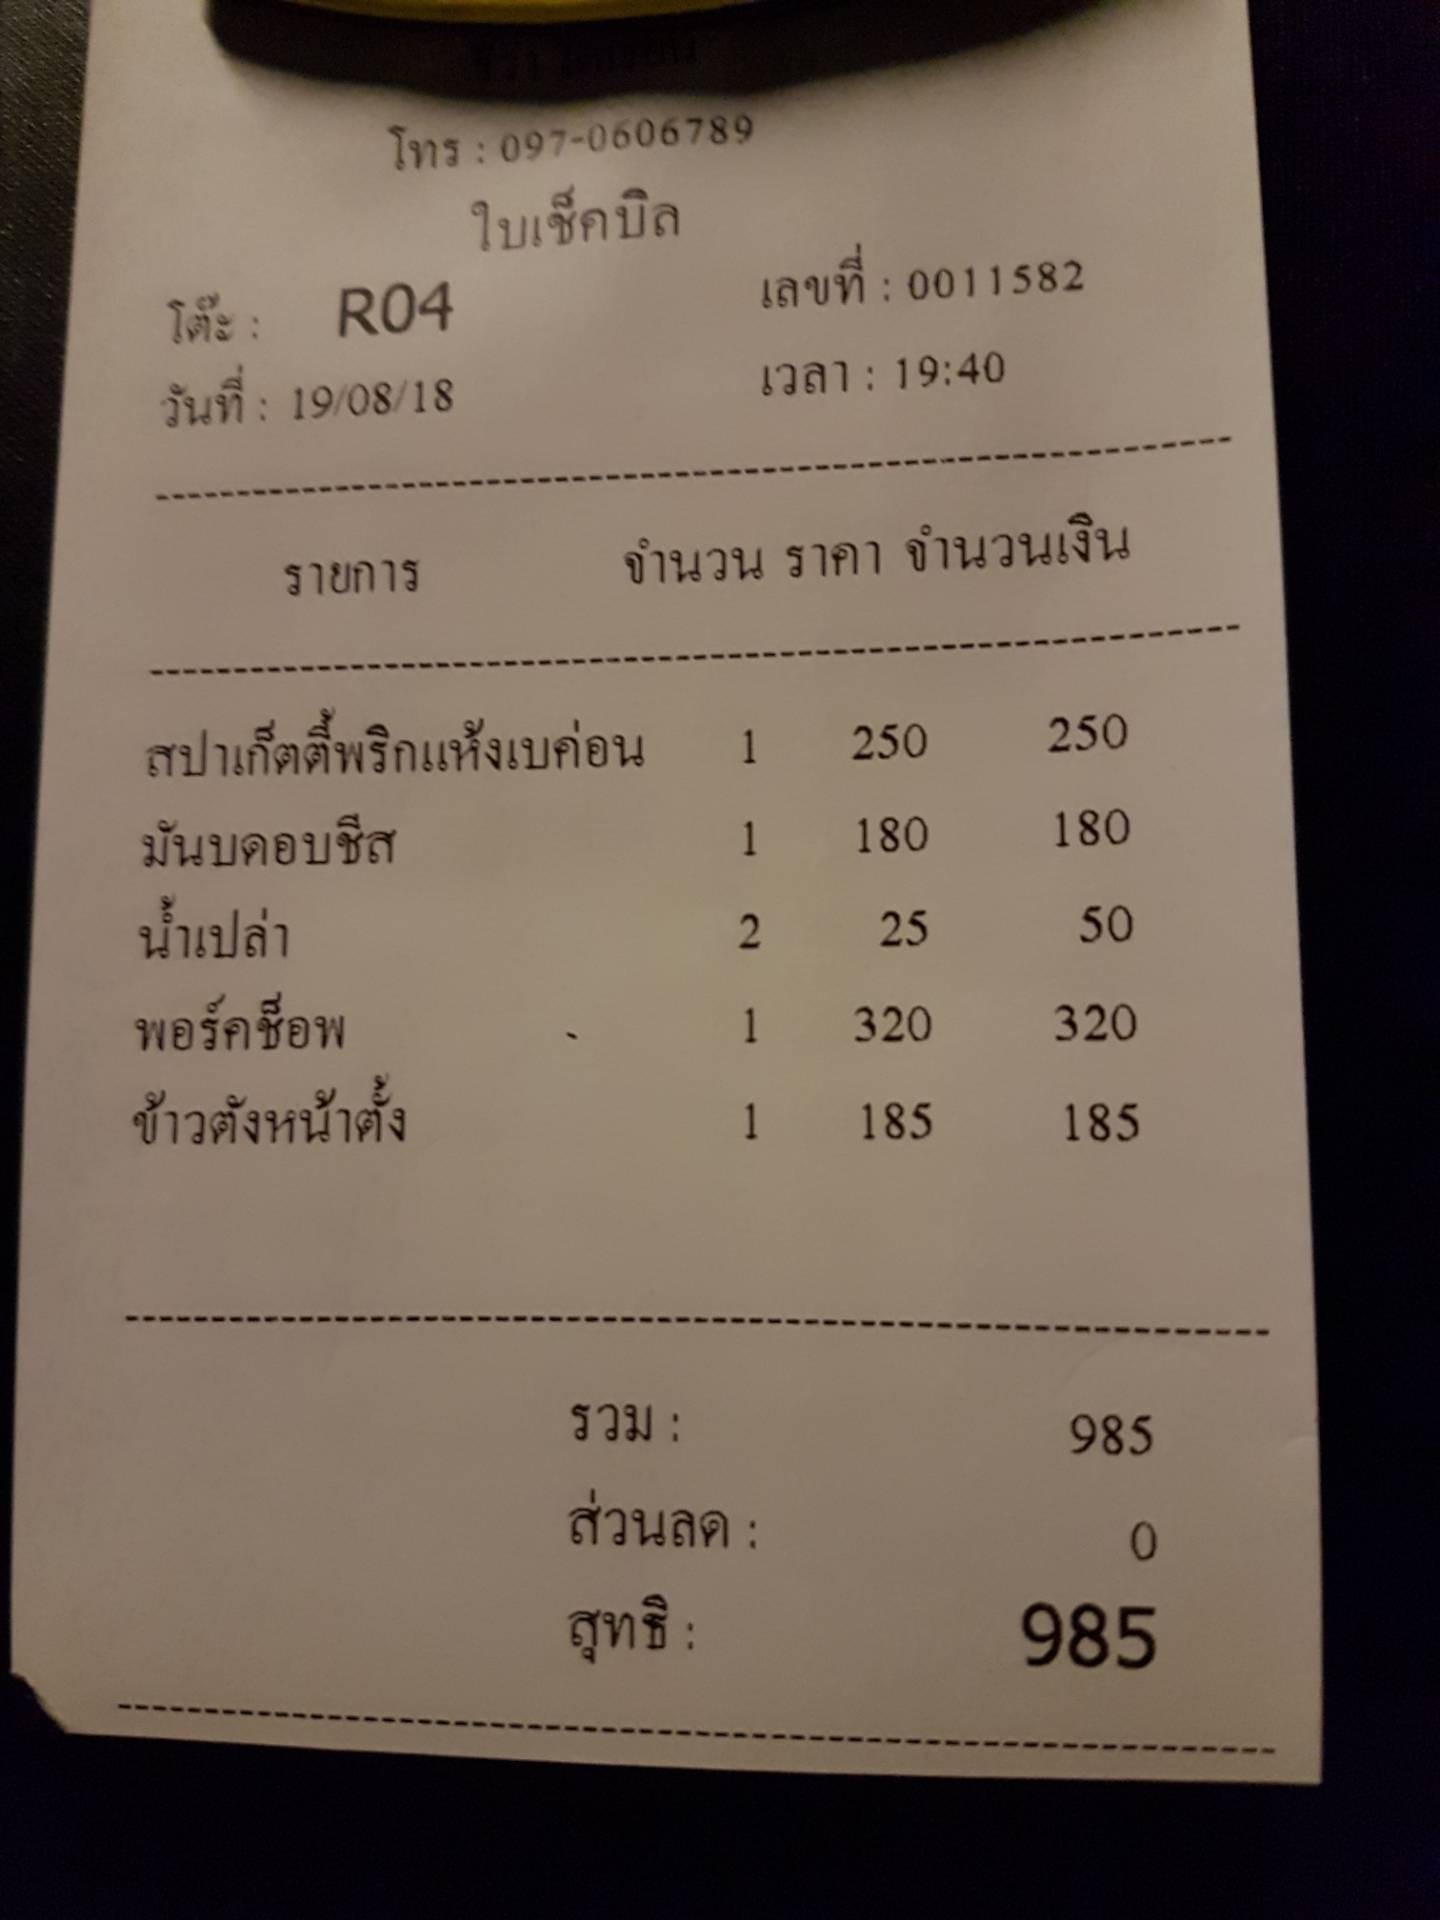 โทร : 097-0606789
ใบเช็คบิล
โต๊ะ : R04 เลขที่ : 0011582
วันที่ : 19/08/18 เวลา : 19:40
รายการ จำนวน ราคา จำนวนเงิน
สปาเก็ตตี้พริกแห้งเบค่อน 1 250 250
มันบดอบชีส 1 180 180
น้ำเปล่า 2 25 50
พอร์คช็อพ 1 320 320
ข้าวตังหน้าตั้ง 1 185 185
รวม : 985
ส่วนลด : 0
สุทธิ : 985